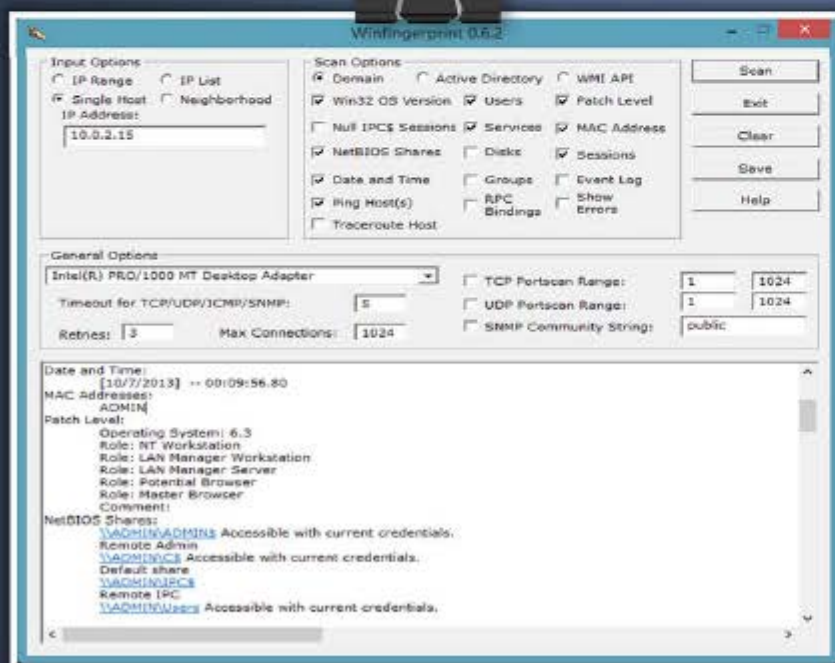 Winfingerprint 0.6.2
Input Options
IP Range IP List
Single Host Neighborhood
IP Address:
10.0.2.15
Scan Options
Domain Active Directory WMI API
Win32 OS Version Users Patch Level
Null IPC$ Sessions Services MAC Address
NetBIOS Shares Disks Sessions
Date and Time Groups Event Log
Ping Host(s) RPC Bindings Show Errors
Traceroute Host
Scan
Exit
Clear
Save
Help
General Options
Intel(R) PRO/1000 MT Desktop Adapter
Timeout for TCP/UDP/ICMP/SNMP: 5
Retries: 3 Max Connections: 1024
TCP Portscan Range: 1 1024
UDP Portscan Range: 1 1024
SNMP Community String: public
Date and Time:
[10/7/2013] -- 00:09:56.80
MAC Addresses:
ADMIN
Patch Level:
Operating System: 6.3
Role: NT Workstation
Role: LAN Manager Workstation
Role: LAN Manager Server
Role: Potential Browser
Role: Master Browser
Comment:
NetBIOS Shares:
\\ADMIN\ADMIN$ Accessible with current credentials.
Remote Admin
\\ADMIN\C$ Accessible with current credentials.
Default share
\\ADMIN\IPC$
Remote IPC
\\ADMIN\Users Accessible with current credentials.